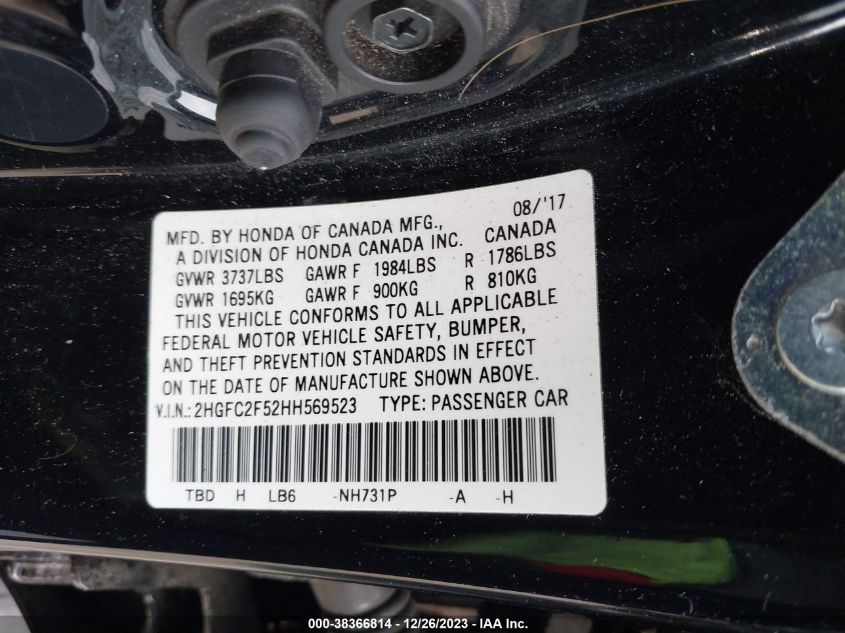 MFD. BY HONDA OF CANADA MFG., 08/'17
A DIVISION OF HONDA CANADA INC. CANADA
GVWR 3737LBS GAWR F 1984LBS R 1786LBS
GVWR 1695KG GAWR F 900KG R 810KG
THIS VEHICLE CONFORMS TO ALL APPLICABLE
FEDERAL MOTOR VEHICLE SAFETY, BUMPER,
AND THEFT PREVENTION STANDARDS IN EFFECT
ON THE DATE OF MANUFACTURE SHOWN ABOVE.
V.I.N.: 2HGFC2F52HH569523 TYPE: PASSENGER CAR
TBD H LB6 -NH731P -A -H
000-38366814 - 12/26/2023 - IAA Inc.